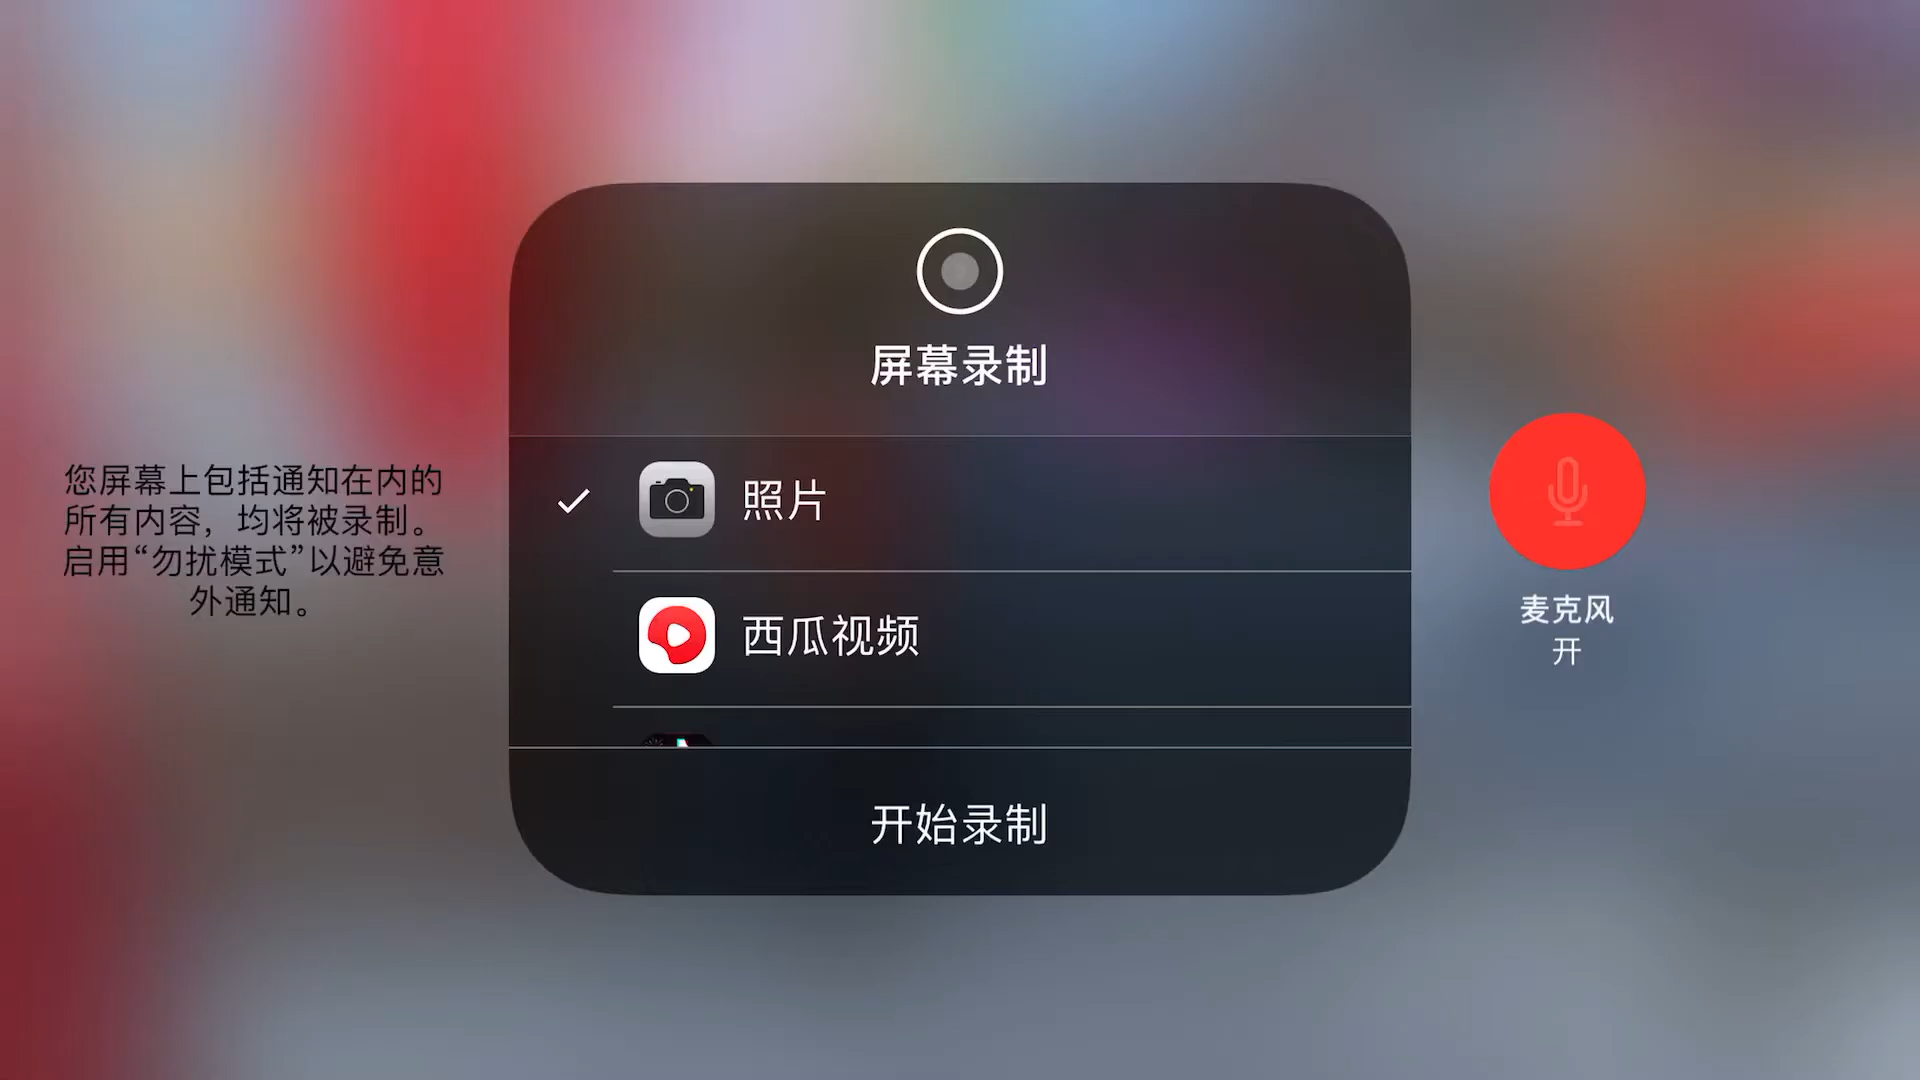 屏幕录制
您屏幕上包括通知在内的
所有内容，均将被录制。
启用“勿扰模式”以避免意
外通知。
照片
西瓜视频
开始录制
麦克风
开